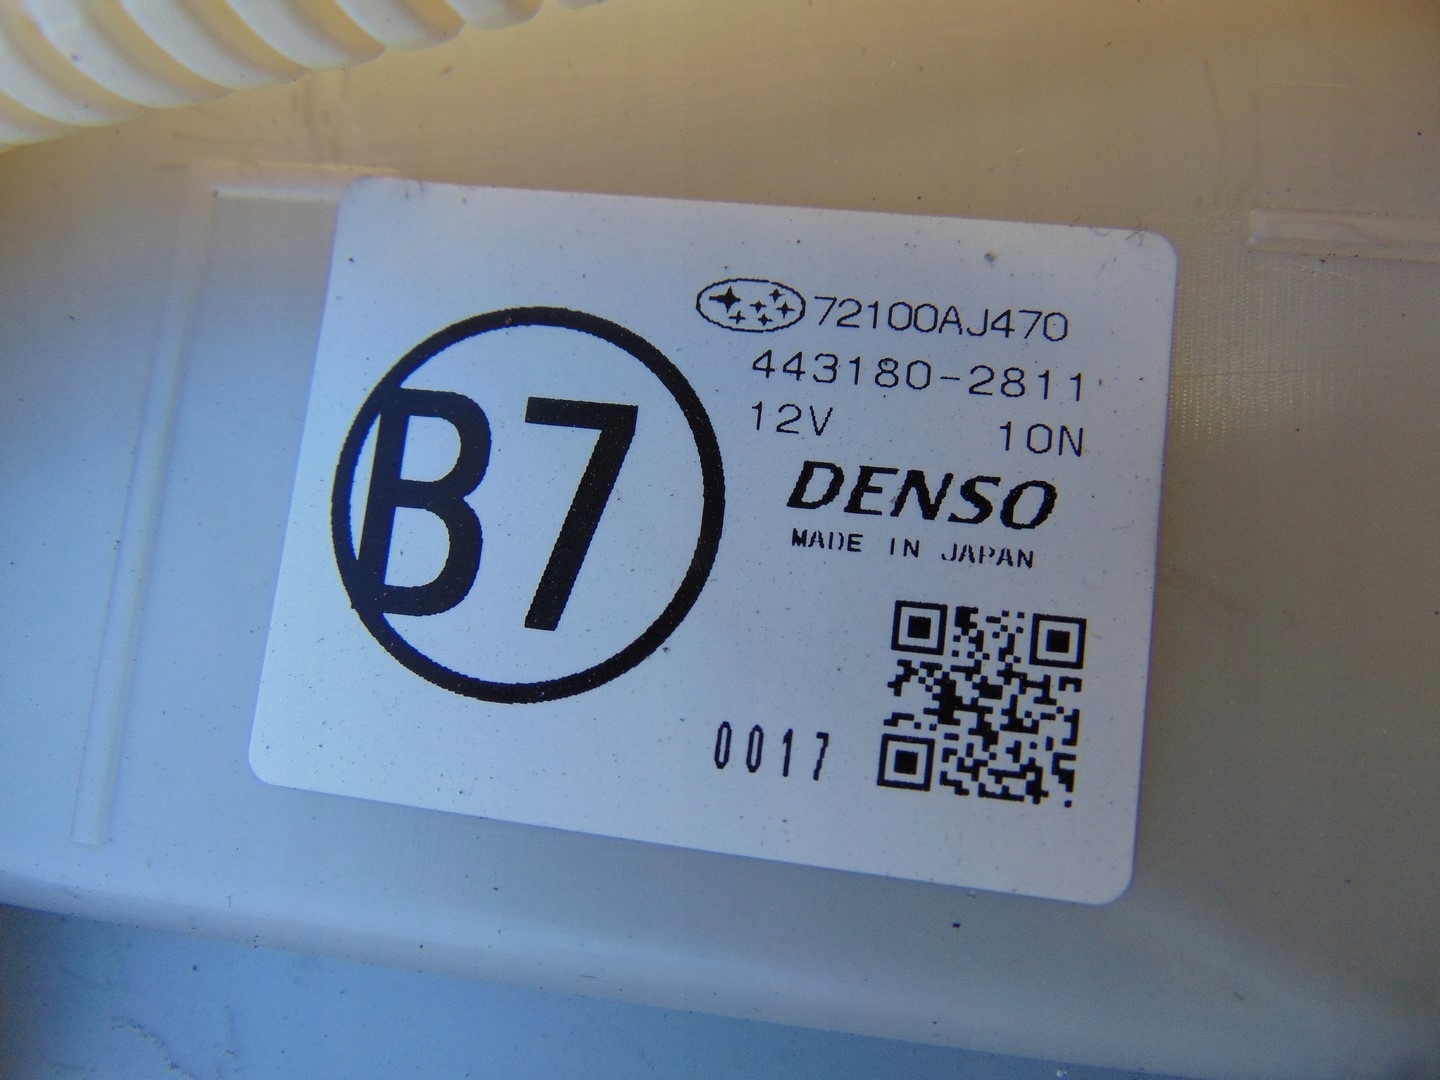 B7
72100AJ470
443180-2811
12V 10N
DENSO
MADE IN JAPAN
0017